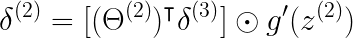 δ^{(2)} = [(Θ^{(2)})^⊺ δ^{(3)}] ⊙ g′(z^{(2)})